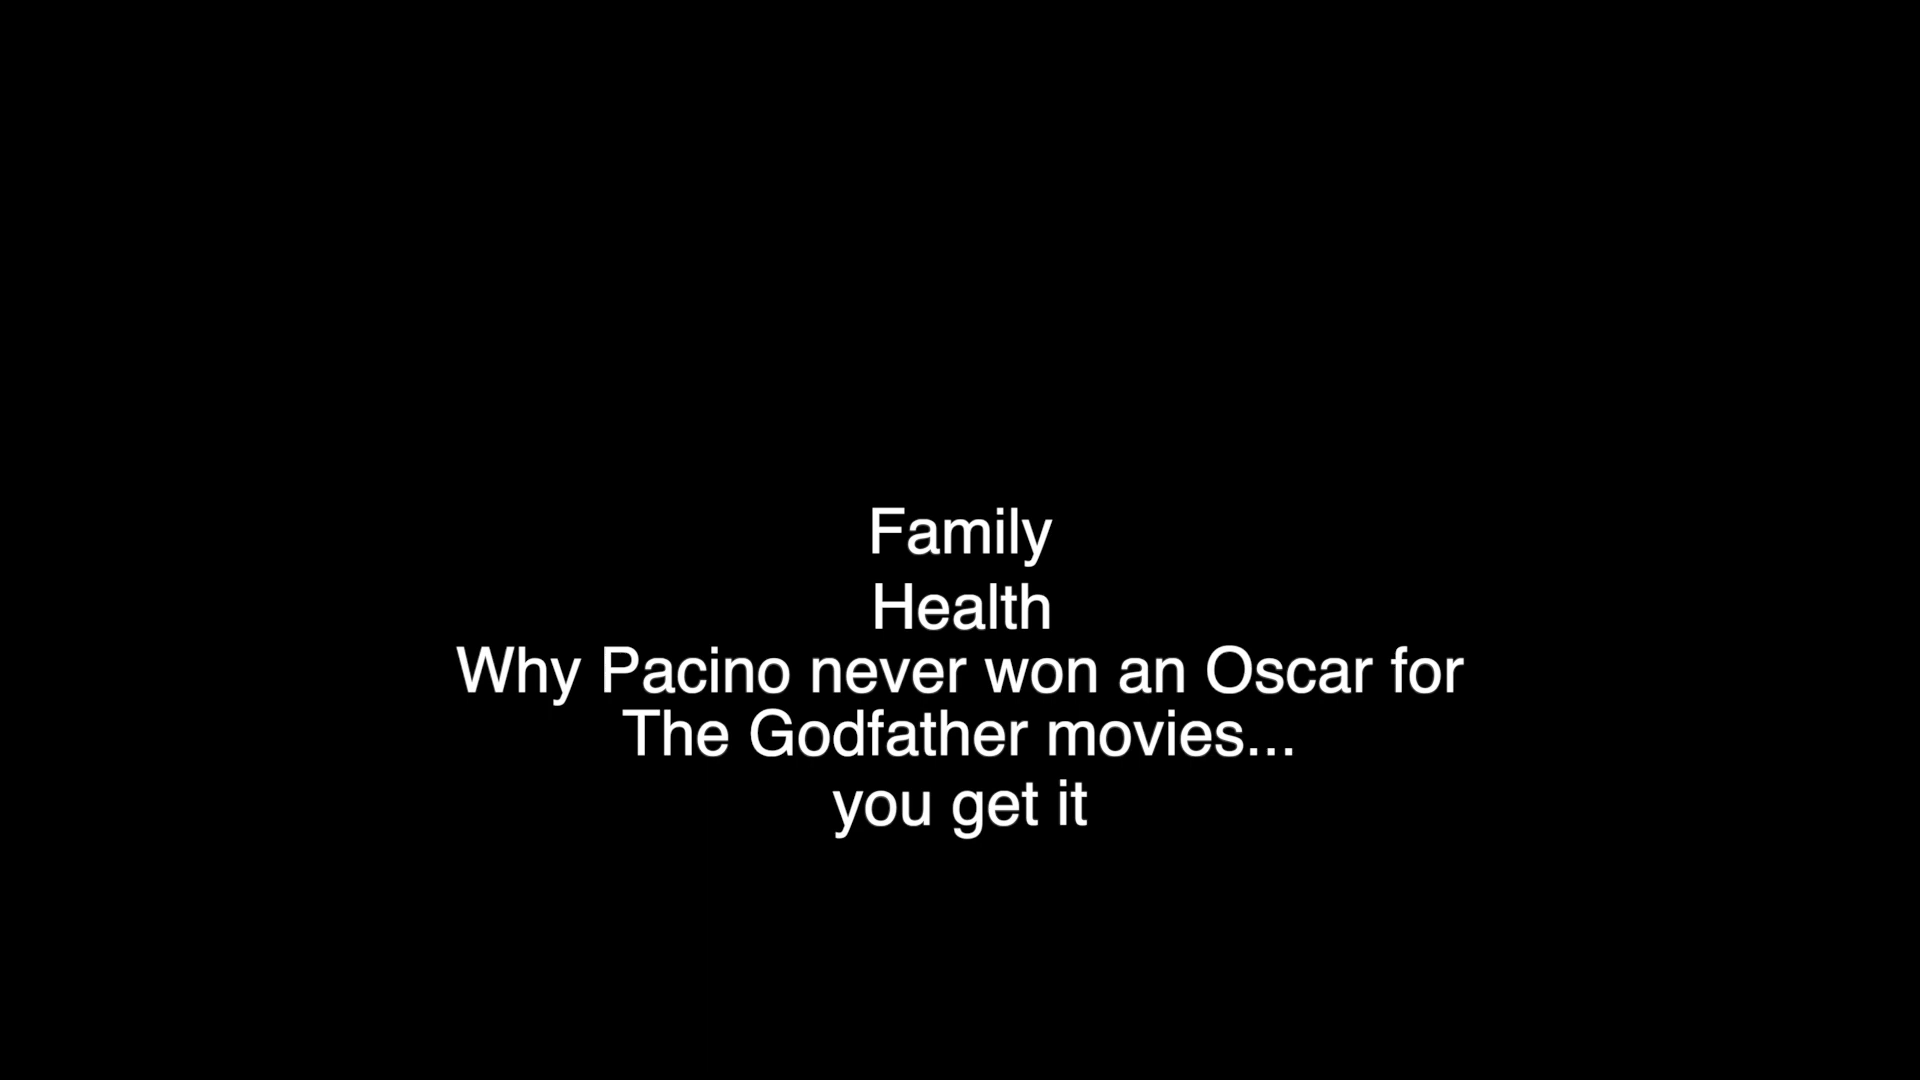 Family
Health
Why Pacino never won an Oscar for
The Godfather movies...
you get it